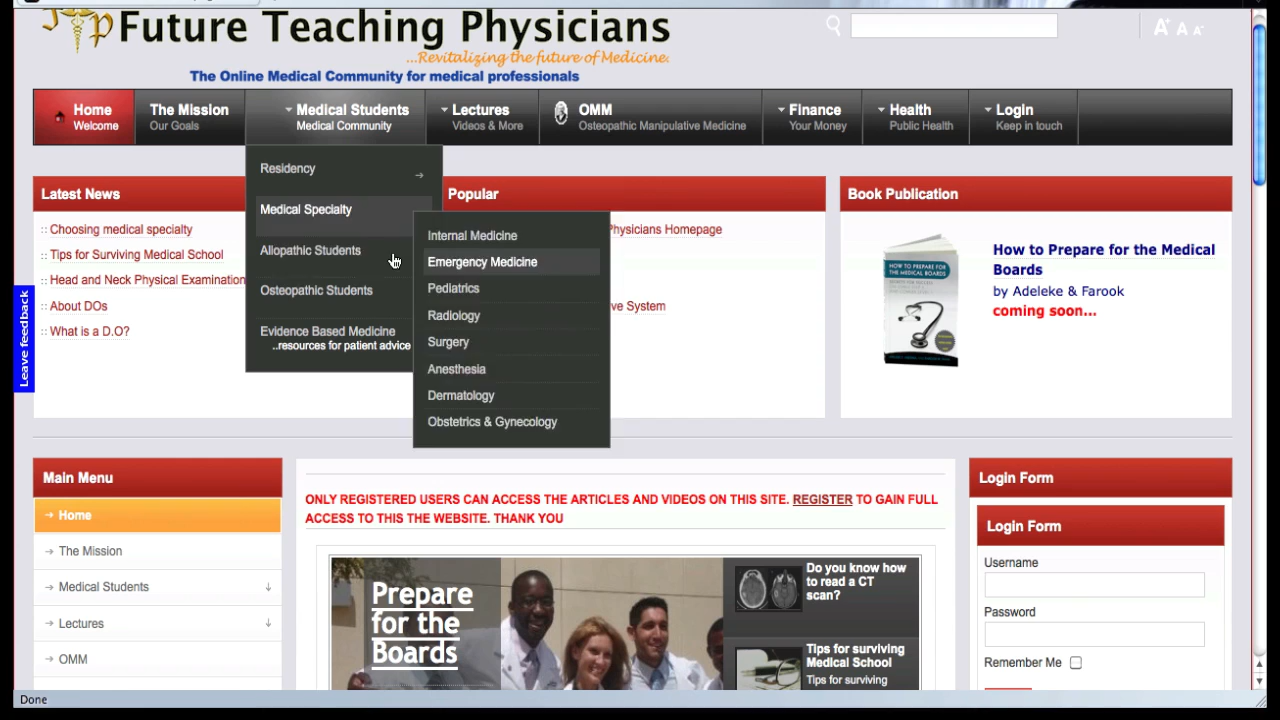 Future Teaching Physicians
...Revitalizing the future of Medicine.
The Online Medical Community for medical professionals
A+ A A-
Home
Welcome
The Mission
Our Goals
Medical Students
Medical Community
Lectures
Videos & More
OMM
Osteopathic Manipulative Medicine
Finance
Your Money
Health
Public Health
Login
Keep in touch
Residency
Medical Specialty
Allopathic Students
Osteopathic Students
Evidence Based Medicine
..resources for patient advice
Internal Medicine
Emergency Medicine
Pediatrics
Radiology
Surgery
Anesthesia
Dermatology
Obstetrics & Gynecology
Latest News
:: Choosing medical specialty
:: Tips for Surviving Medical School
:: Head and Neck Physical Examination
:: About DOs
:: What is a D.O?
Popular
Physicians Homepage
ve System
Book Publication
HOW TO PREPARE FOR THE MEDICAL BOARDS
How to Prepare for the Medical
Boards
by Adeleke & Farook
coming soon...
Leave feedback
Main Menu
Home
The Mission
Medical Students
Lectures
OMM
ONLY REGISTERED USERS CAN ACCESS THE ARTICLES AND VIDEOS ON THIS SITE. REGISTER TO GAIN FULL
ACCESS TO THIS THE WEBSITE. THANK YOU
Prepare
for the
Boards
Do you know how
to read a CT
scan?
Tips for surviving
Medical School
Tips for surviving
Login Form
Login Form
Username
Password
Remember Me
Done